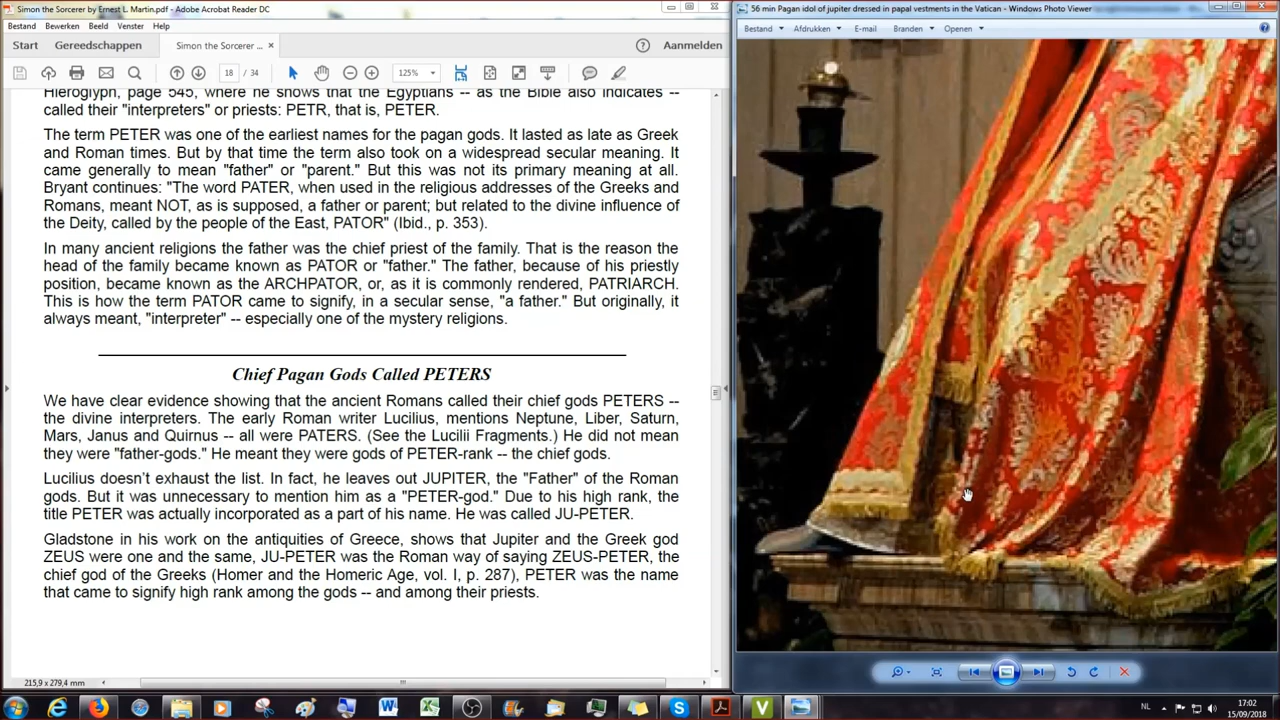 Simon the Sorcerer by Ernest L. Martin.pdf - Adobe Acrobat Reader DC
Bestand Bewerken Beeld Venster Help
Start Gereedschappen Simon the Sorcerer ... × Aanmelden
18 / 34 125%
Hieroglyph, page 545, where he shows that the Egyptians -- as the Bible also indicates --
called their "interpreters" or priests: PETR, that is, PETER.
The term PETER was one of the earliest names for the pagan gods. It lasted as late as Greek
and Roman times. But by that time the term also took on a widespread secular meaning. It
came generally to mean "father" or "parent." But this was not its primary meaning at all.
Bryant continues: "The word PATER, when used in the religious addresses of the Greeks and
Romans, meant NOT, as is supposed, a father or parent; but related to the divine influence of
the Deity, called by the people of the East, PATOR" (Ibid., p. 353).
In many ancient religions the father was the chief priest of the family. That is the reason the
head of the family became known as PATOR or "father." The father, because of his priestly
position, became known as the ARCHPATOR, or, as it is commonly rendered, PATRIARCH.
This is how the term PATOR came to signify, in a secular sense, "a father." But originally, it
always meant, "interpreter" -- especially one of the mystery religions.
Chief Pagan Gods Called PETERS
We have clear evidence showing that the ancient Romans called their chief gods PETERS --
the divine interpreters. The early Roman writer Lucilius, mentions Neptune, Liber, Saturn,
Mars, Janus and Quirnus -- all were PATERS. (See the Lucilii Fragments.) He did not mean
they were "father-gods." He meant they were gods of PETER-rank -- the chief gods.
Lucilius doesn't exhaust the list. In fact, he leaves out JUPITER, the "Father" of the Roman
gods. But it was unnecessary to mention him as a "PETER-god." Due to his high rank, the
title PETER was actually incorporated as a part of his name. He was called JU-PETER.
Gladstone in his work on the antiquities of Greece, shows that Jupiter and the Greek god
ZEUS were one and the same, JU-PETER was the Roman way of saying ZEUS-PETER, the
chief god of the Greeks (Homer and the Homeric Age, vol. I, p. 287), PETER was the name
that came to signify high rank among the gods -- and among their priests.
215,9 x 279,4 mm
56 min Pagan idol of jupiter dressed in papal vestments in the Vatican - Windows Photo Viewer
Bestand Afdrukken E-mail Branden Openen
NL
17:02
15/09/2018